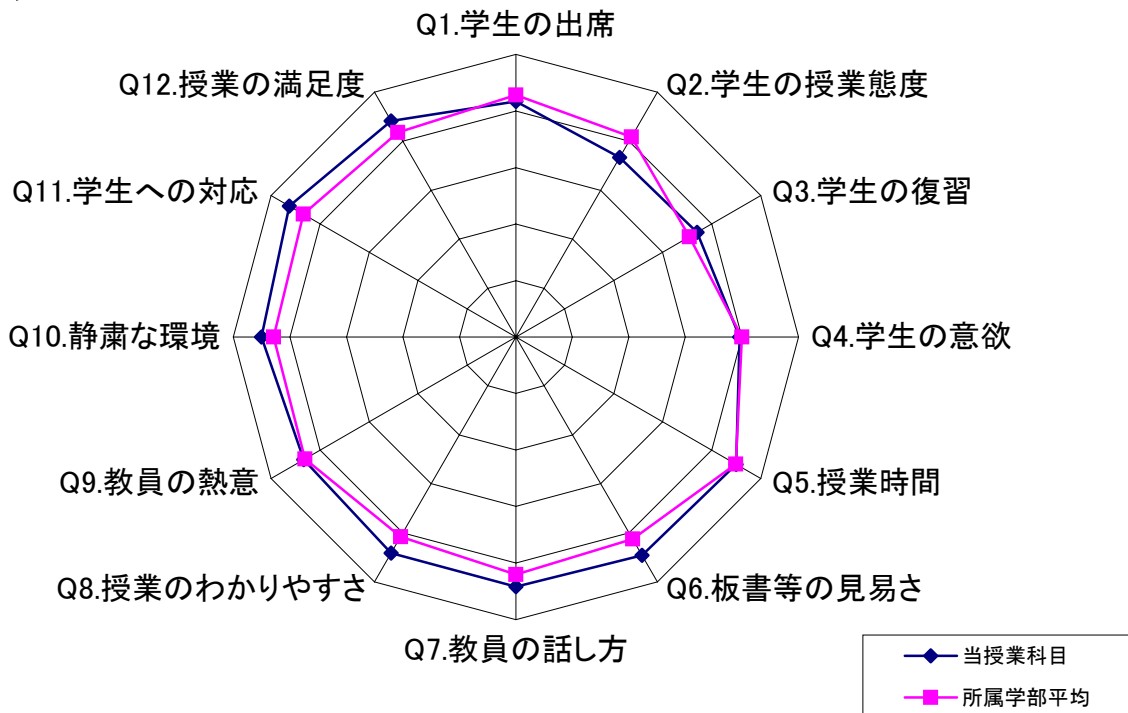 Q1.学生の出席
Q2.学生の授業態度
Q3.学生の復習
Q4.学生の意欲
Q5.授業時間
Q6.板書等の見易さ
Q7.教員の話し方
Q8.授業のわかりやすさ
Q9.教員の熱意
Q10.静粛な環境
Q11.学生への対応
Q12.授業の満足度
当授業科目
所属学部平均